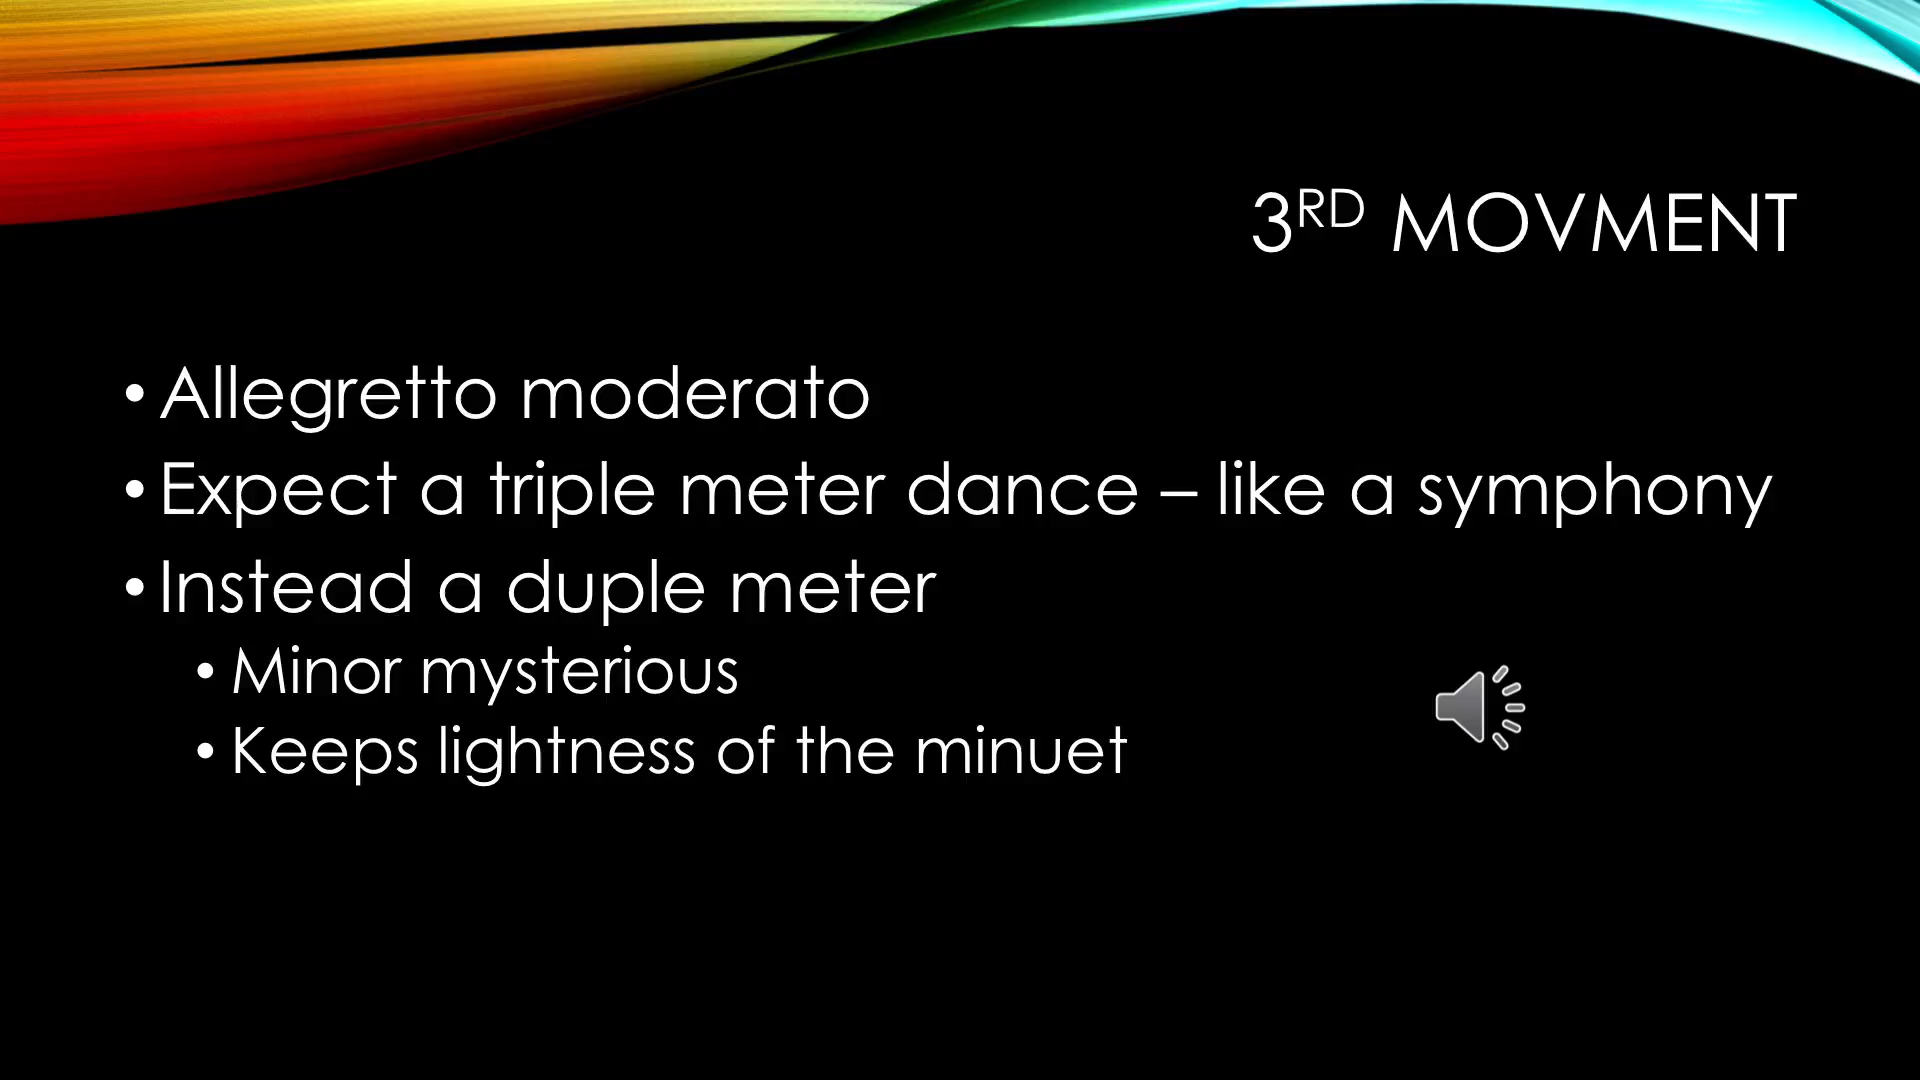 3RD MOVMENT
• Allegretto moderato
• Expect a triple meter dance – like a symphony
• Instead a duple meter
• Minor mysterious
• Keeps lightness of the minuet